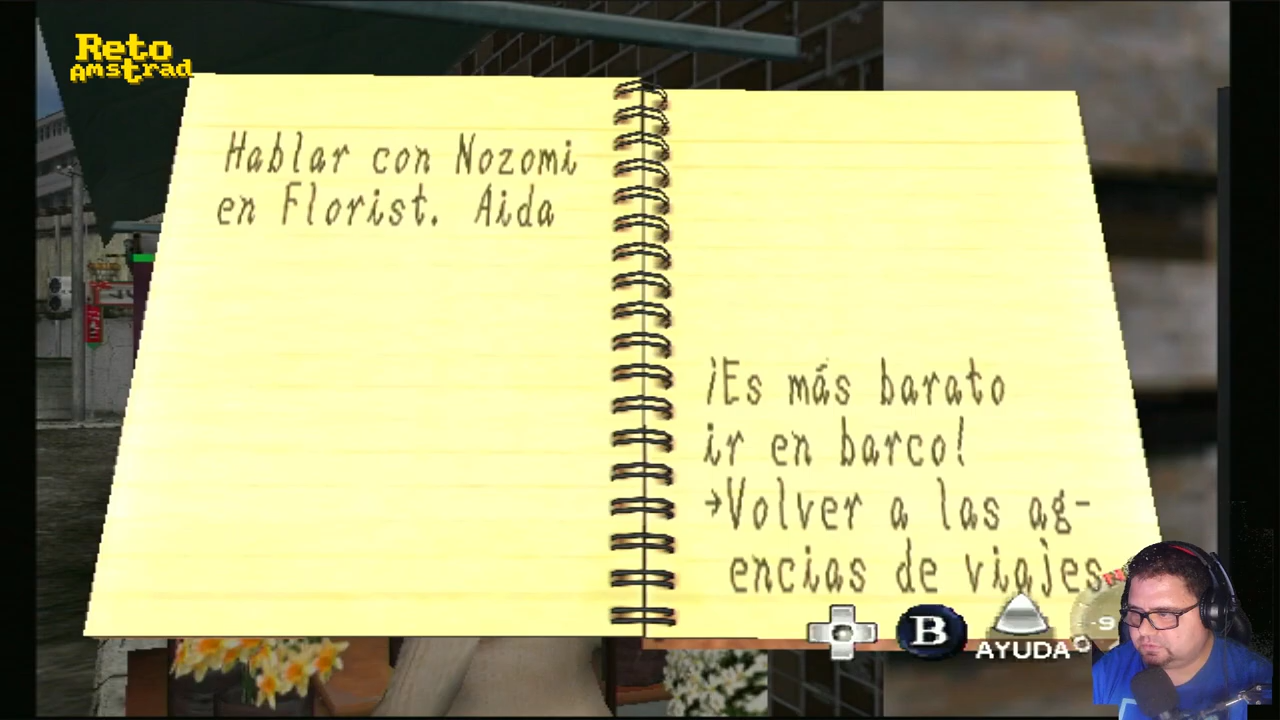 Reto
Amstrad
Hablar con Nozomi
en Florist. Aida
¡Es más barato
ir en barco!
→Volver a las ag-
encias de viajes
B
AYUDA
-9